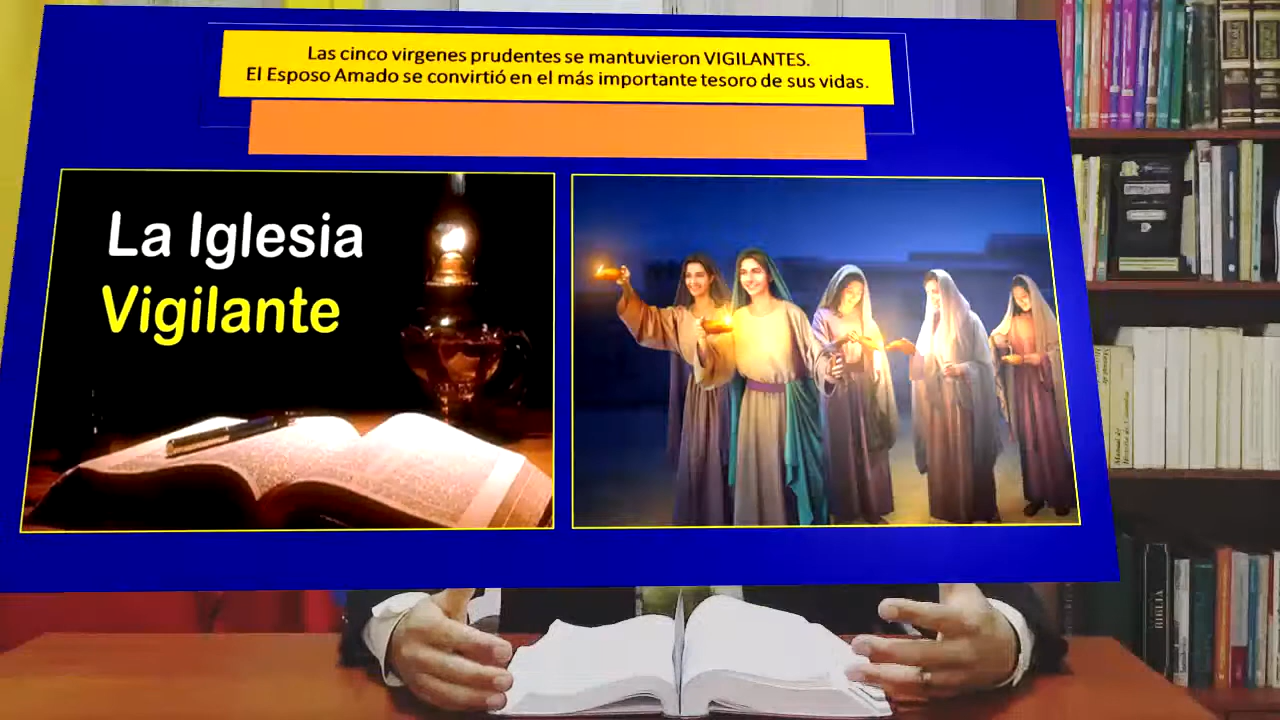 Las cinco virgenes prudentes se mantuvieron VIGILANTES.
El Esposo Amado se convirtió en el más importante tesoro de sus vidas.
La Iglesia
Vigilante
BIBLIA